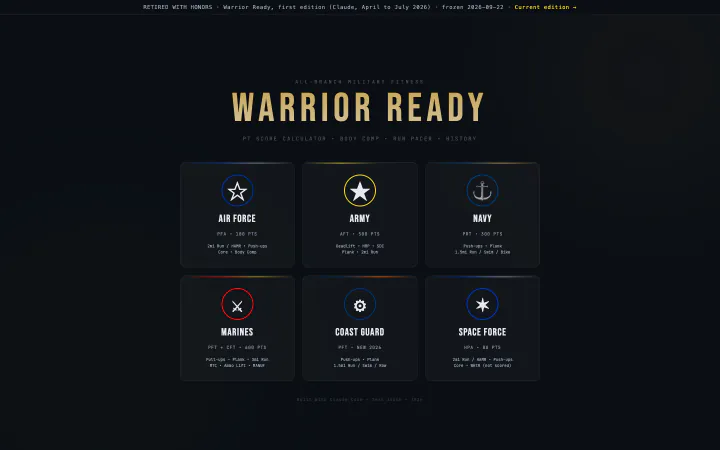 RETIRED WITH HONORS · Warrior Ready, first edition (Claude, April to July 2026) · frozen 2026-09-22 · Current edition →
ALL-BRANCH MILITARY FITNESS
WARRIOR READY
PT SCORE CALCULATOR • BODY COMP • RUN PACER • HISTORY
AIR FORCE
PFA • 100 PTS
2mi Run / HAMR • Push-ups
Core • Body Comp
ARMY
AFT • 500 PTS
Deadlift • HRP • SDC
Plank • 2mi Run
NAVY
PRT • 300 PTS
Push-ups • Plank
1.5mi Run / Swim / Row
MARINES
PFT + CFT • 600 PTS
Pull-ups • Plank • 3mi Run
MTC • Ammo Lift • MANUF
COAST GUARD
PFT • NEW 2026
Push-ups • Plank
1.5mi Run / Swim / Row
SPACE FORCE
HPA • 90 PTS
2mi Run / HAMR • Push-ups
Core • WHtR (not scored)